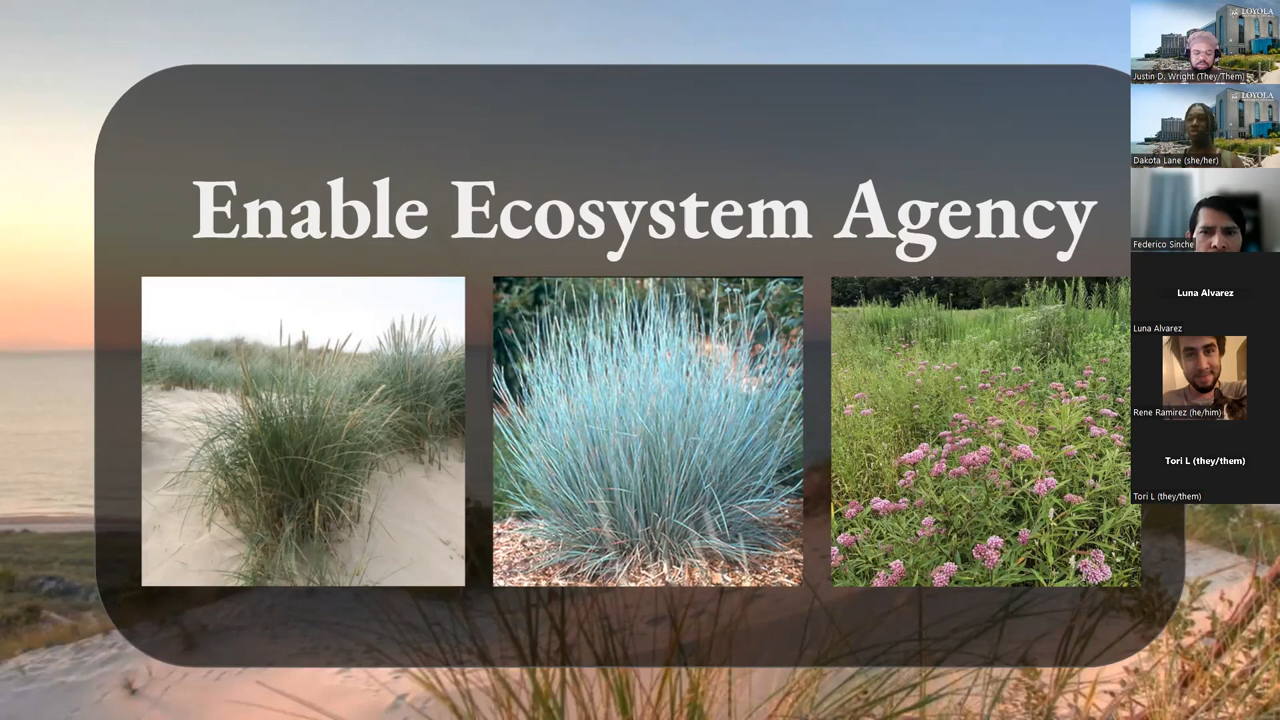 Enable Ecosystem Agency
LOYOLA
Justin D. Wright (They/Them)
LOYOLA
Dakota Lane (she/her)
Federico Sinche
Luna Alvarez
Luna Alvarez
Rene Ramirez (he/him)
Tori L (they/them)
Tori L (they/them)